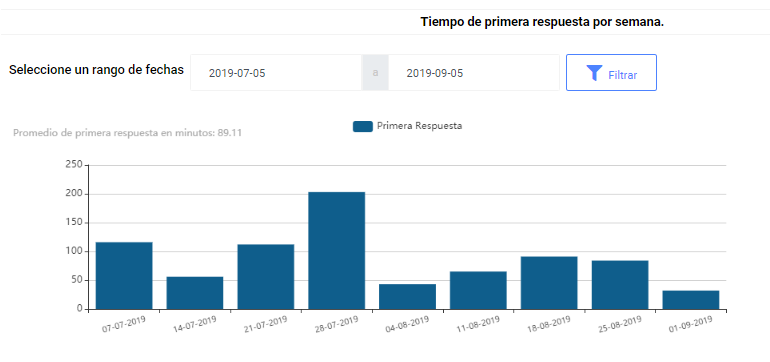 Tiempo de primera respuesta por semana.
Seleccione un rango de fechas 2019-07-05 a 2019-09-05 Filtrar
Promedio de primera respuesta en minutos: 89.11
Primera Respuesta
250
200
150
100
50
0
07-07-2019 14-07-2019 21-07-2019 28-07-2019 04-08-2019 11-08-2019 18-08-2019 25-08-2019 01-09-2019